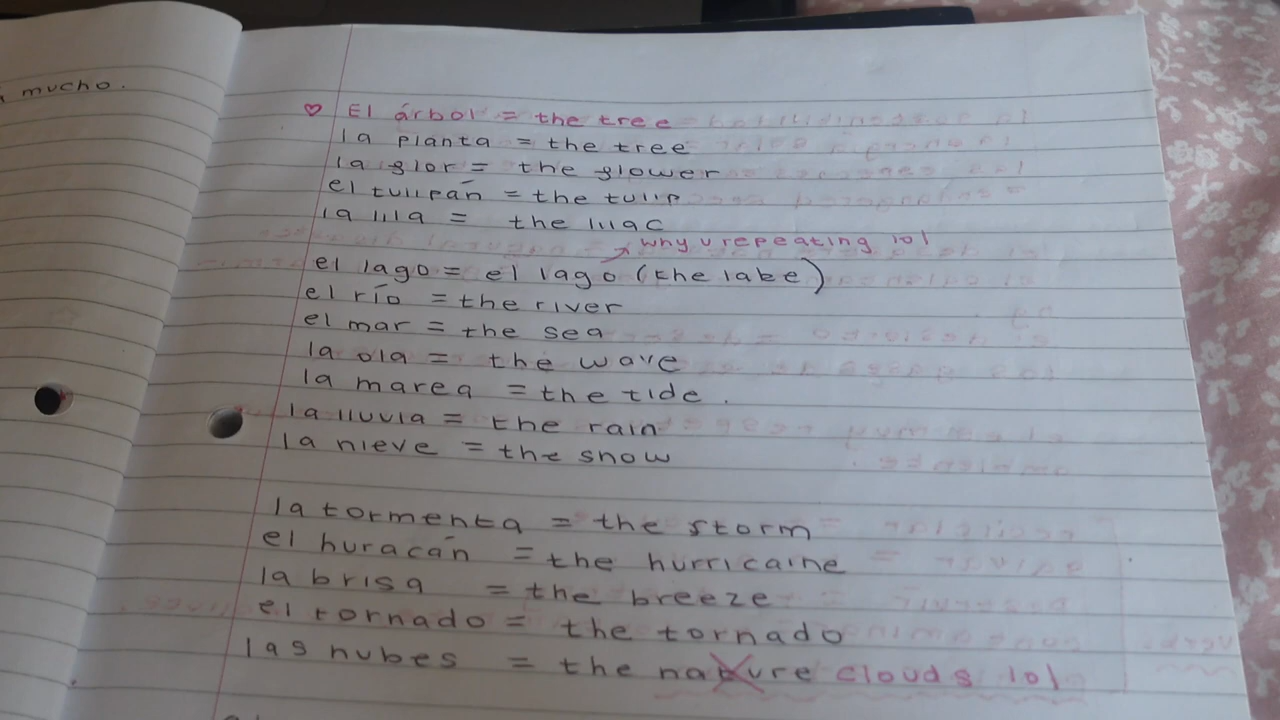 mucho.
♡ El árbol = the tree
la planta = the tree
la flor = the flower
el tulipán = the tulip
la lila = the lilac
why u repeating lol
el lago = el lago (the lake)
el río = the river
el mar = the sea
la ola = the wave
la marea = the tide.
la lluvia = the rain
la nieve = the snow
la tormenta = the storm
el huracán = the hurricaine
la brisa = the breeze
el tornado = the tornado
las nubes = the nature clouds lol